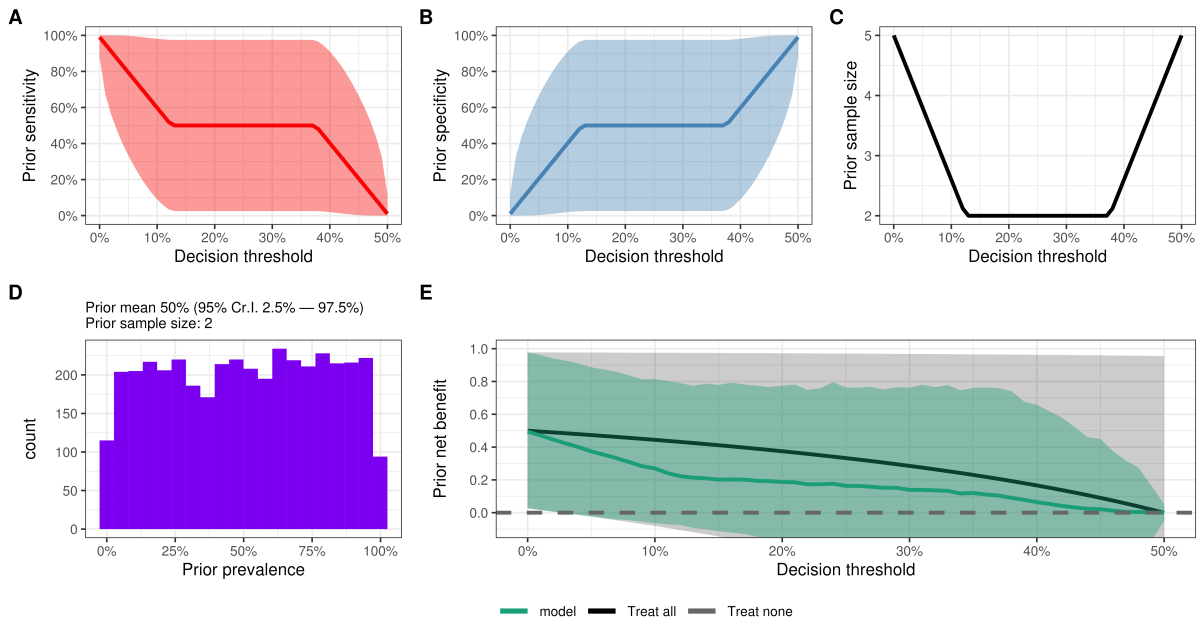 A
100%
80%
60%
40%
20%
0%
Prior sensitivity
0%
10%
20%
30%
40%
50%
Decision threshold
B
100%
80%
60%
40%
20%
0%
Prior specificity
0%
10%
20%
30%
40%
50%
Decision threshold
C
5
4
3
2
Prior sample size
0%
10%
20%
30%
40%
50%
Decision threshold
D
Prior mean 50% (95% Cr.I. 2.5% — 97.5%)
Prior sample size: 2
200
150
100
50
0
count
0%
25%
50%
75%
100%
Prior prevalence
E
1.0
0.8
0.6
0.4
0.2
0.0
Prior net benefit
0%
10%
20%
30%
40%
50%
Decision threshold
model
Treat all
Treat none